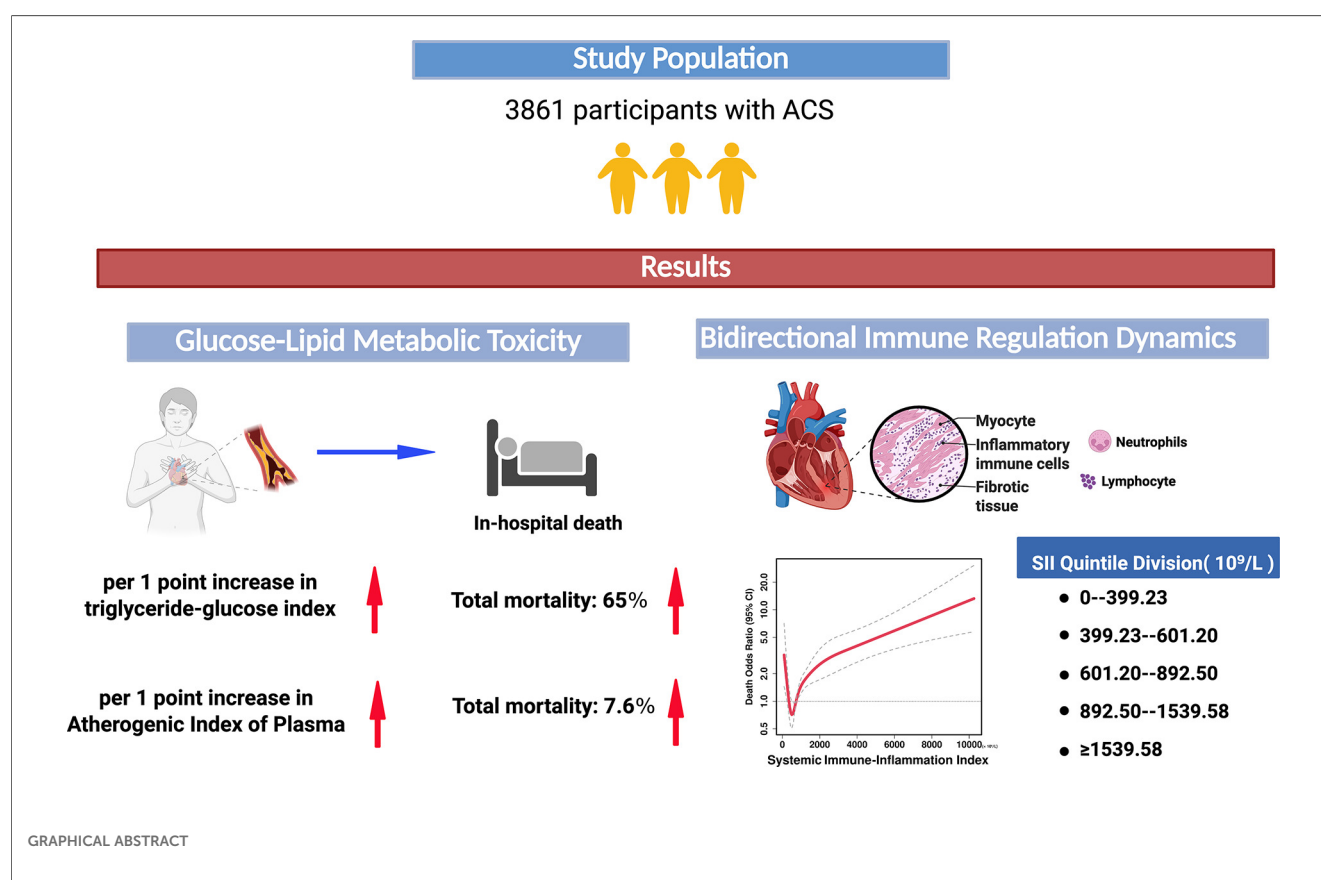 Study Population
3861 participants with ACS
Results
Glucose-Lipid Metabolic Toxicity
In-hospital death
per 1 point increase in
triglyceride-glucose index
Total mortality: 65%
per 1 point increase in
Atherogenic Index of Plasma
Total mortality: 7.6%
Bidirectional Immune Regulation Dynamics
Myocyte
Inflammatory
immune cells
Fibrotic
tissue
Neutrophils
Lymphocyte
Death Odds Ratio (95% CI)
20.0
10.0
5.0
2.0
1.0
0.5
0 2000 4000 6000 8000 10000
Systemic Immune-Inflammation Index
SII Quintile Division( 10⁹/L )
● 0--399.23
● 399.23--601.20
● 601.20--892.50
● 892.50--1539.58
● ≥1539.58
GRAPHICAL ABSTRACT